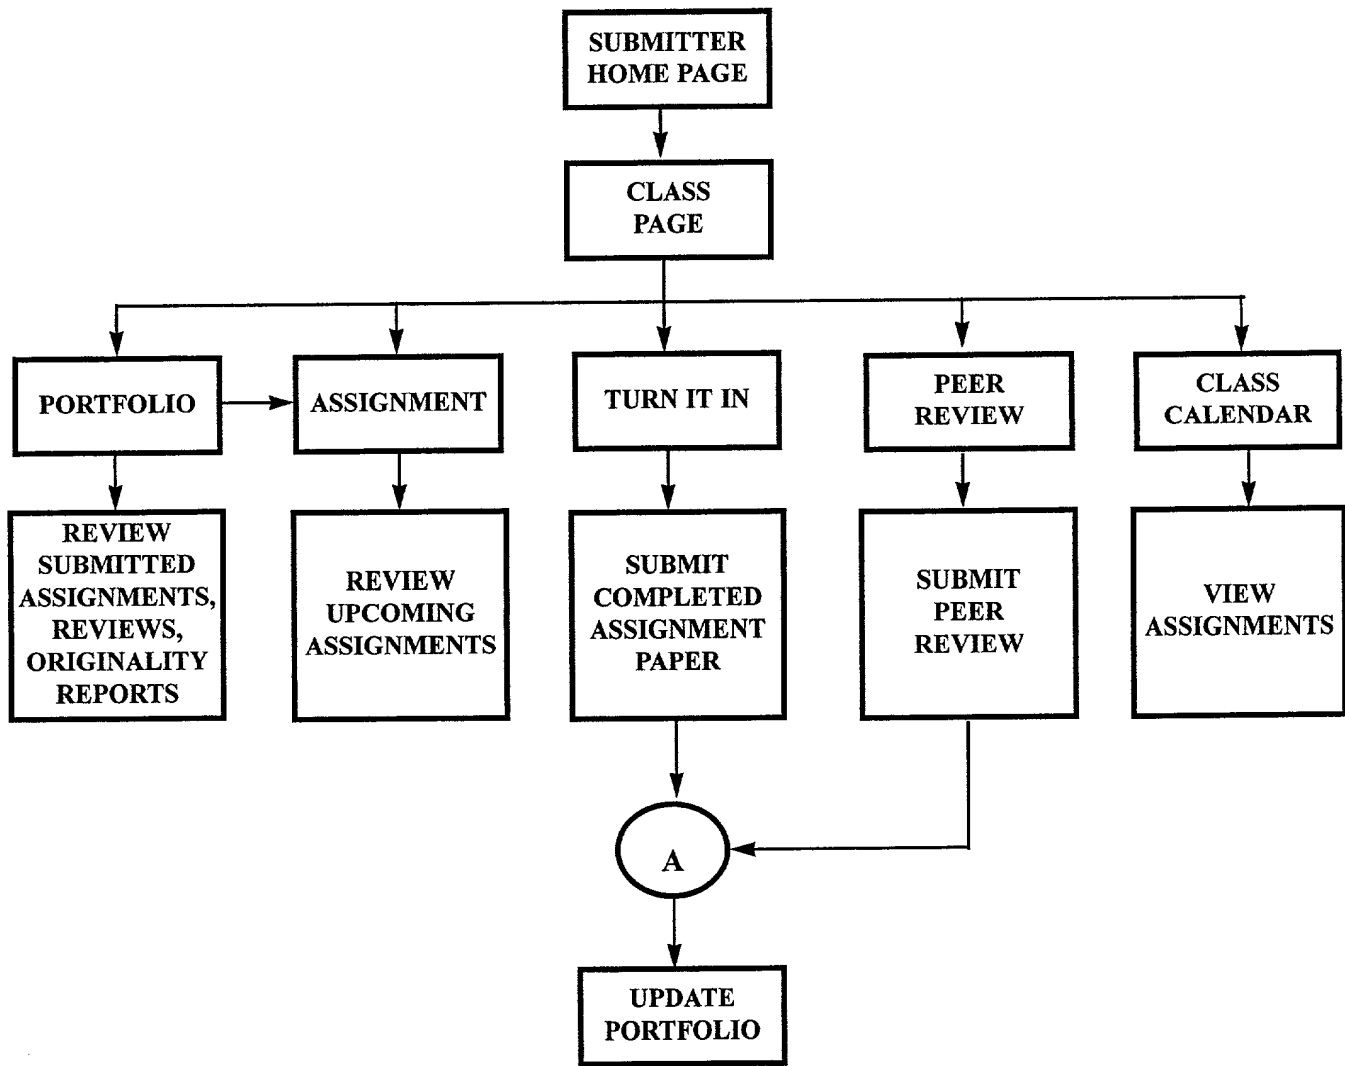 SUBMITTER
HOME PAGE
CLASS
PAGE
PORTFOLIO
ASSIGNMENT
TURN IT IN
PEER
REVIEW
CLASS
CALENDAR
REVIEW
SUBMITTED
ASSIGNMENTS,
REVIEWS,
ORIGINALITY
REPORTS
REVIEW
UPCOMING
ASSIGNMENTS
SUBMIT
COMPLETED
ASSIGNMENT
PAPER
SUBMIT
PEER
REVIEW
VIEW
ASSIGNMENTS
A
UPDATE
PORTFOLIO